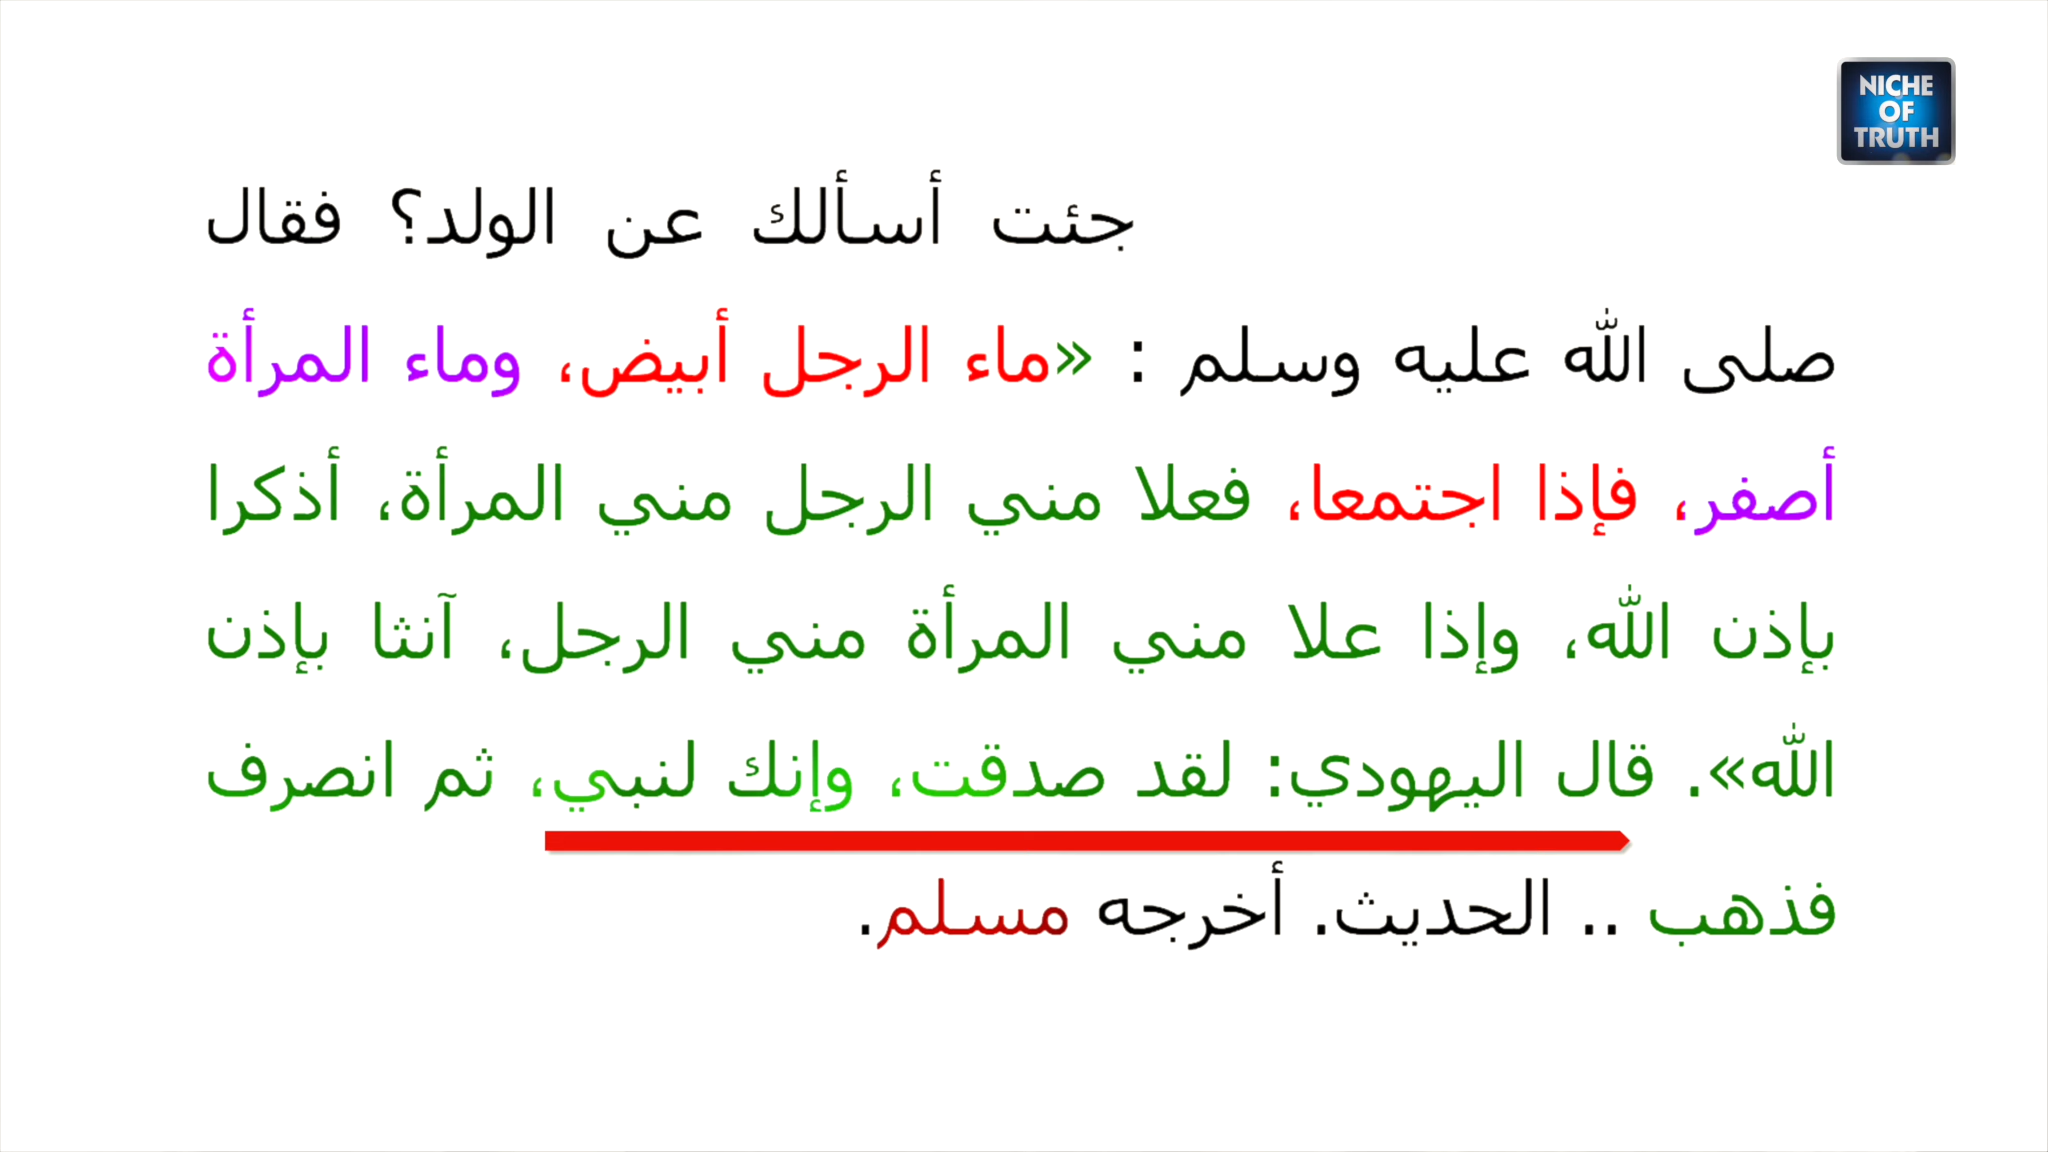 NICHE
OF
TRUTH
جئت أسألك عن الولد؟ فقال
صلى الله عليه وسلم : «ماء الرجل أبيض، وماء المرأة
أصفر، فإذا اجتمعا، فعلا مني الرجل مني المرأة، أذكرا
بإذن الله، وإذا علا مني المرأة مني الرجل، آنثا بإذن
الله». قال اليهودي: لقد صدقت، وإنك لنبي، ثم انصرف
فذهب .. الحديث. أخرجه مسلم.